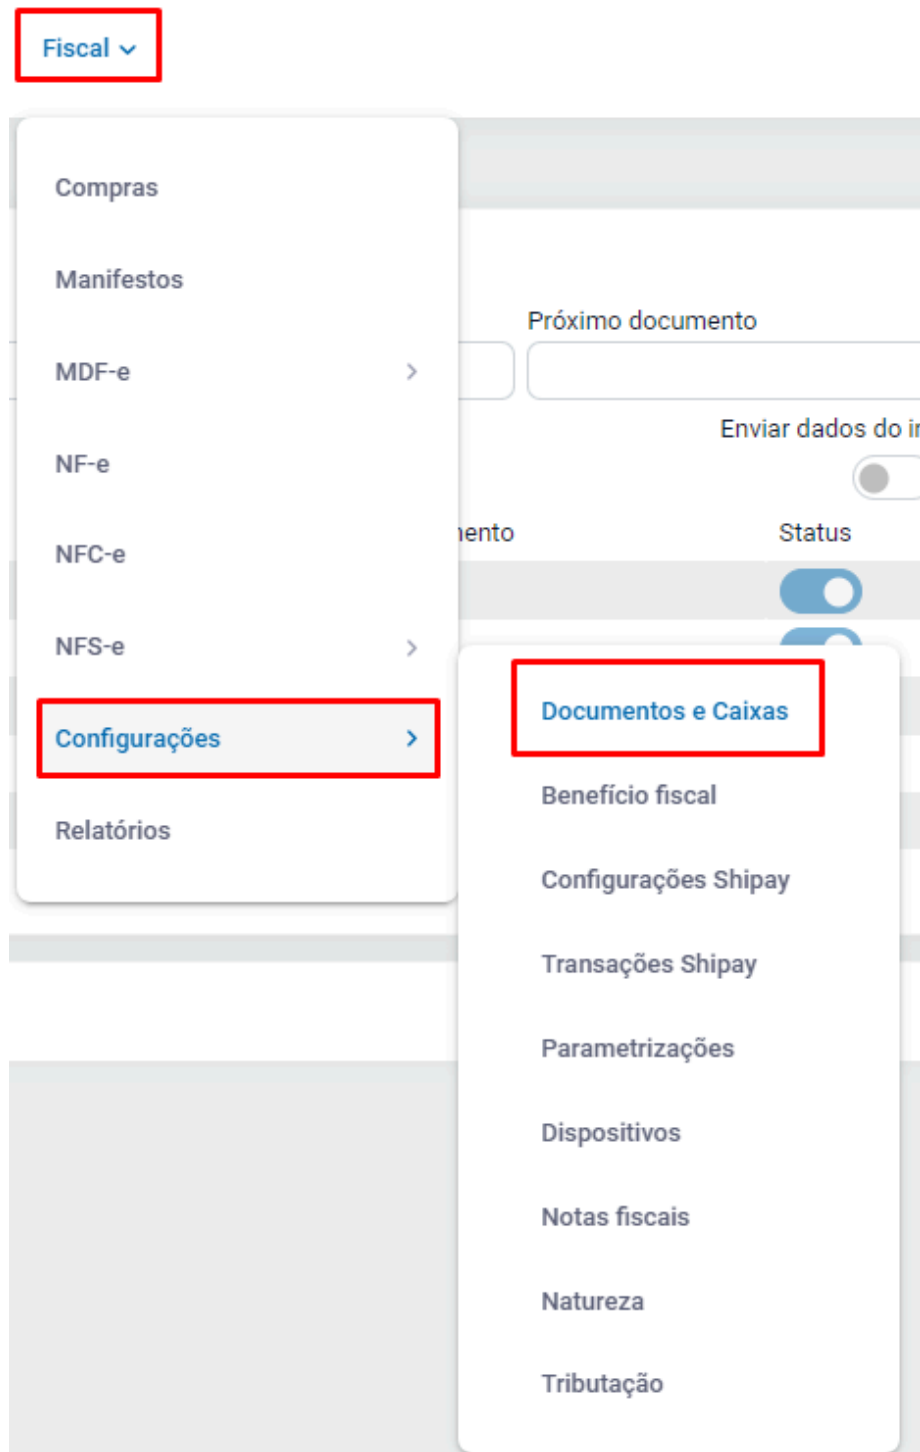 Fiscal
Compras
Manifestos
Próximo documento
MDF-e
Enviar dados do
NF-e
Status
NFC-e
NFS-e
Documentos e Caixas
Configurações
Benefício fiscal
Relatórios
Configurações Shipay
Transações Shipay
Parametrizações
Dispositivos
Notas fiscais
Natureza
Tributação